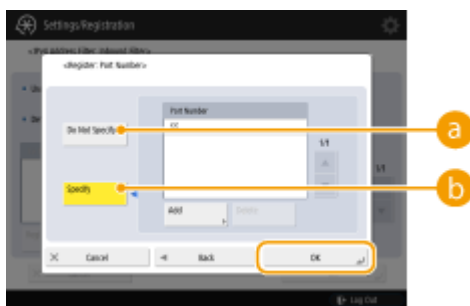 Settings/Registration
<IPv4 Address Filter: Inbound Filter>
<Register: Port Number>
Port Number
Do Not Specify
a
1/1
1/1
Specify
b
Add
Delete
Cancel
Back
OK
Log Out